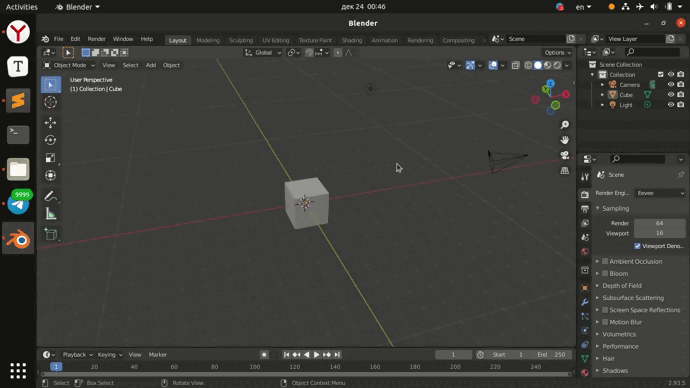 Activities
Blender
дек 24 00:46
en
Blender
File Edit Render Window Help
Layout Modeling Sculpting UV Editing Texture Paint Shading Animation Rendering Compositing
Scene
View Layer
Global
Options
Object Mode View Select Add Object
User Perspective
(1) Collection | Cube
Scene Collection
Collection
Camera
Cube
Light
Scene
Render Engi... Eevee
Sampling
Render 64
Viewport 16
Viewport Deno...
Ambient Occlusion
Bloom
Depth of Field
Subsurface Scattering
Screen Space Reflections
Motion Blur
Volumetrics
Performance
Hair
Shadows
9999
Playback Keying View Marker
1 Start 1 End 250
1 20 40 60 80 100 120 140 160 180 200 220 240
Select Box Select Rotate View Object Context Menu
2.93.5